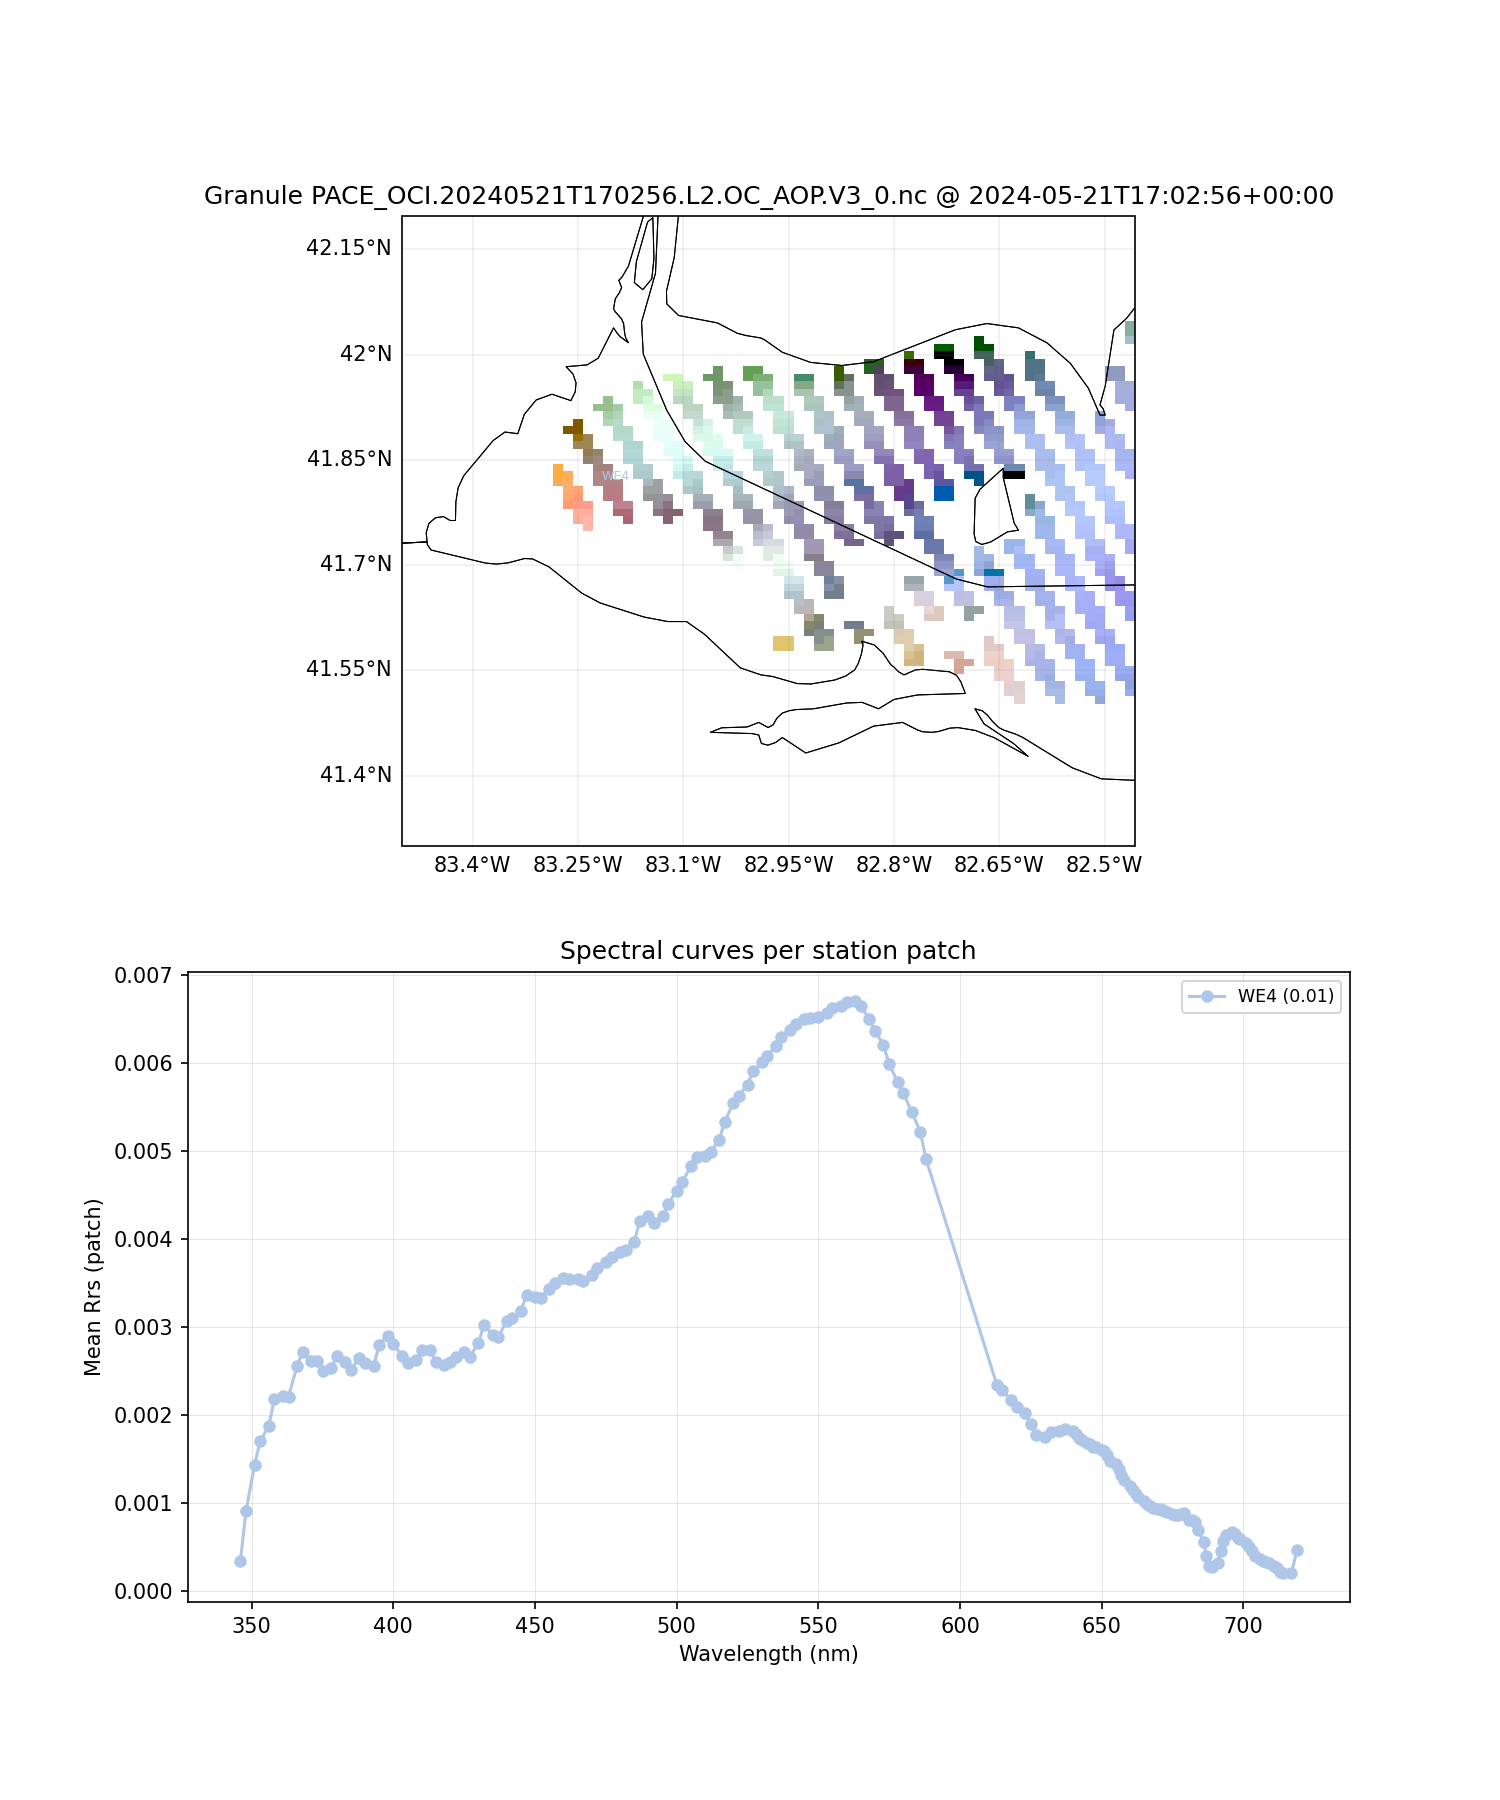 Granule PACE_OCI.20240521T170256.L2.OC_AOP.V3_0.nc @ 2024-05-21T17:02:56+00:00
42.15°N
42°N
41.85°N
41.7°N
41.55°N
41.4°N
WE4
83.4°W 83.25°W 83.1°W 82.95°W 82.8°W 82.65°W 82.5°W
Spectral curves per station patch
WE4 (0.01)
Mean Rrs (patch)
0.007
0.006
0.005
0.004
0.003
0.002
0.001
0.000
350 400 450 500 550 600 650 700
Wavelength (nm)